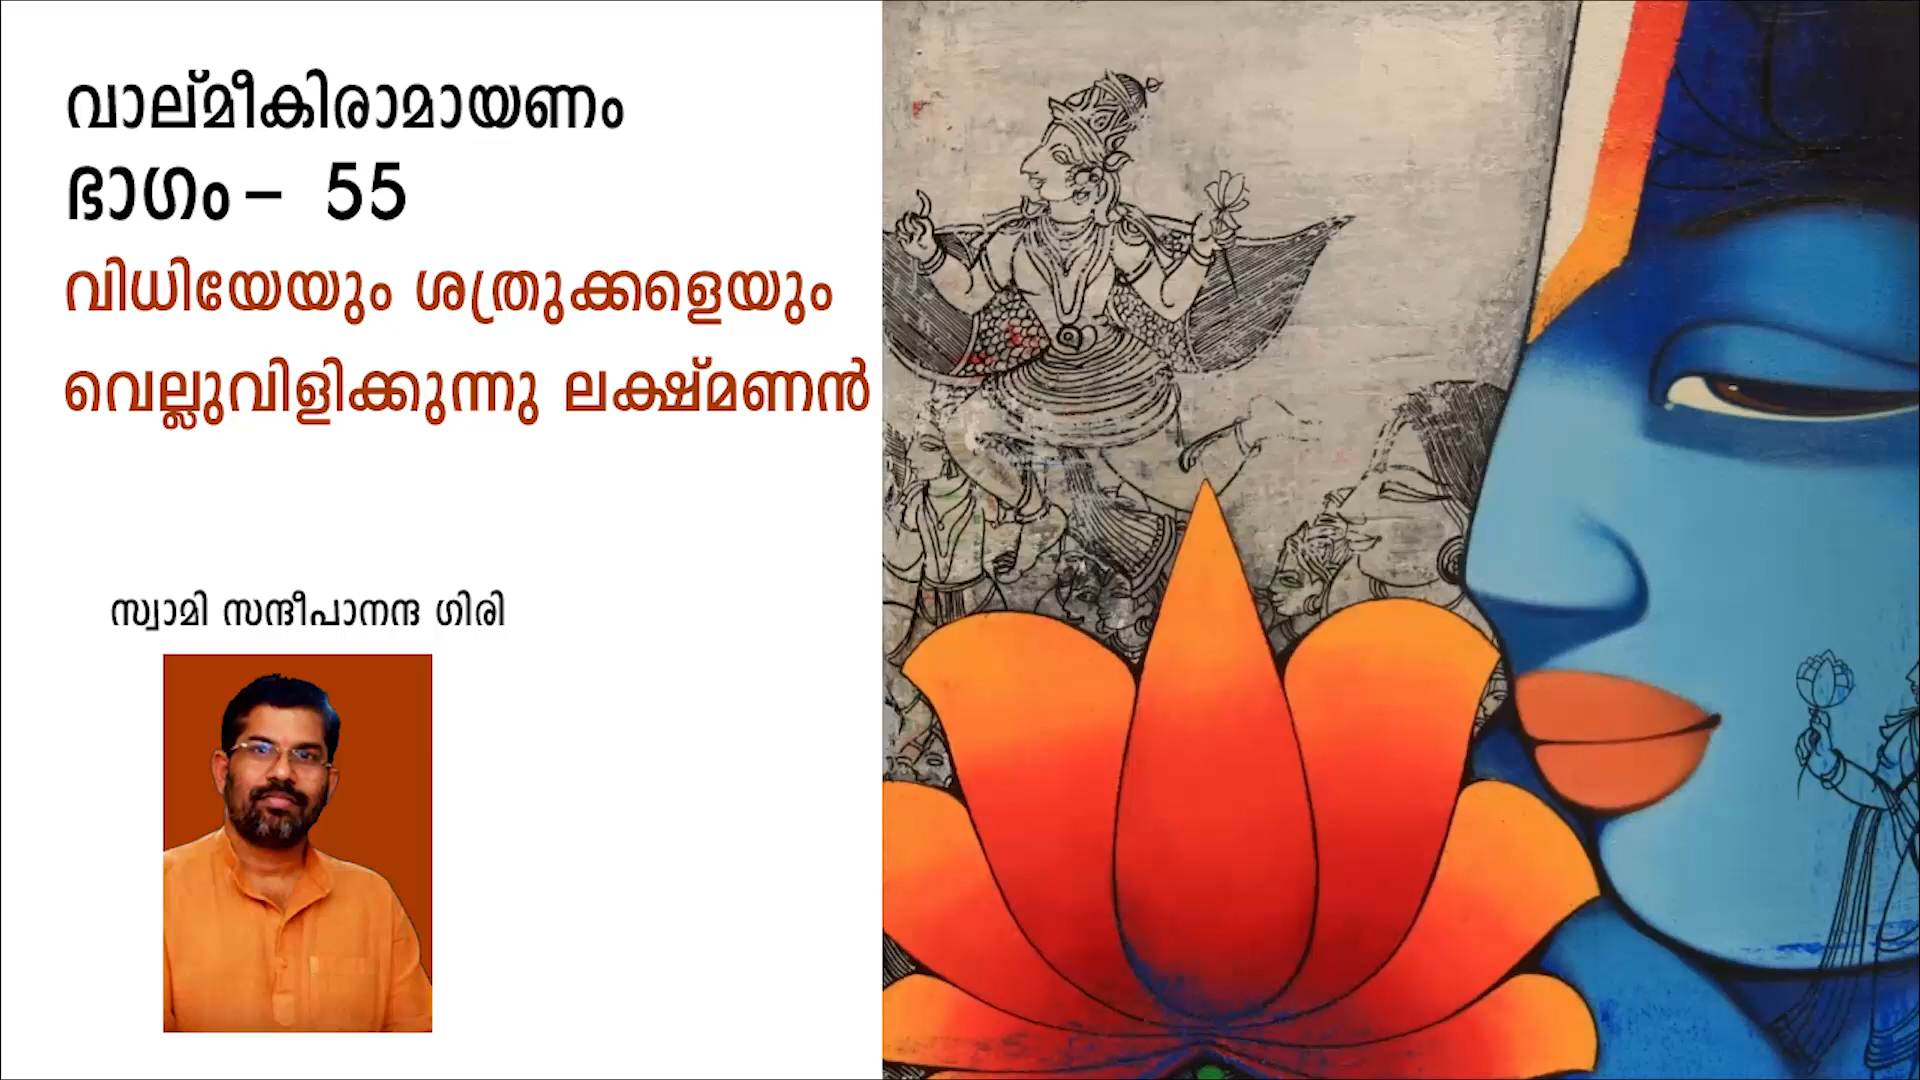 വാല്മീകിരാമായണം
ഭാഗം – 55
വിധിയേയും ശത്രുക്കളെയും
വെല്ലുവിളിക്കുന്നു ലക്ഷ്മണൻ
സ്വാമി സന്ദീപാനന്ദ ഗിരി